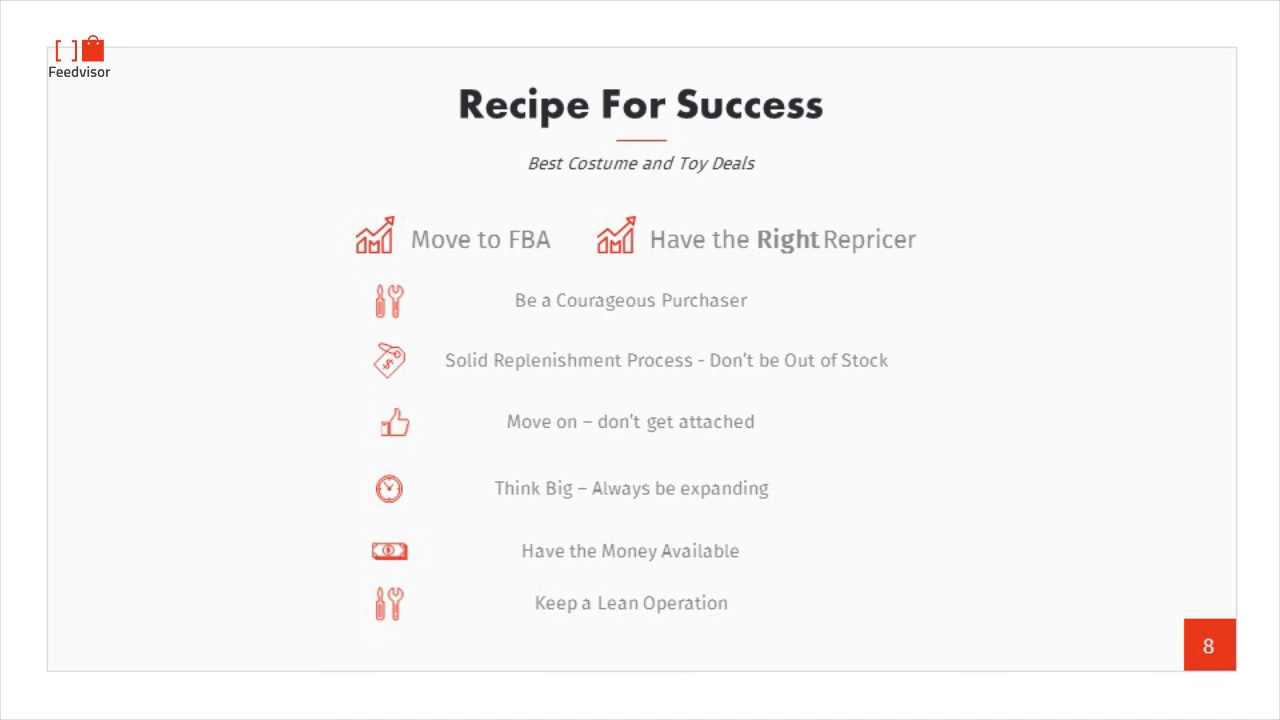 [ ]
Feedvisor
Recipe For Success
Best Costume and Toy Deals
Move to FBA Have the Right Repricer
Be a Courageous Purchaser
Solid Replenishment Process - Don't be Out of Stock
Move on – don't get attached
Think Big – Always be expanding
Have the Money Available
Keep a Lean Operation
8